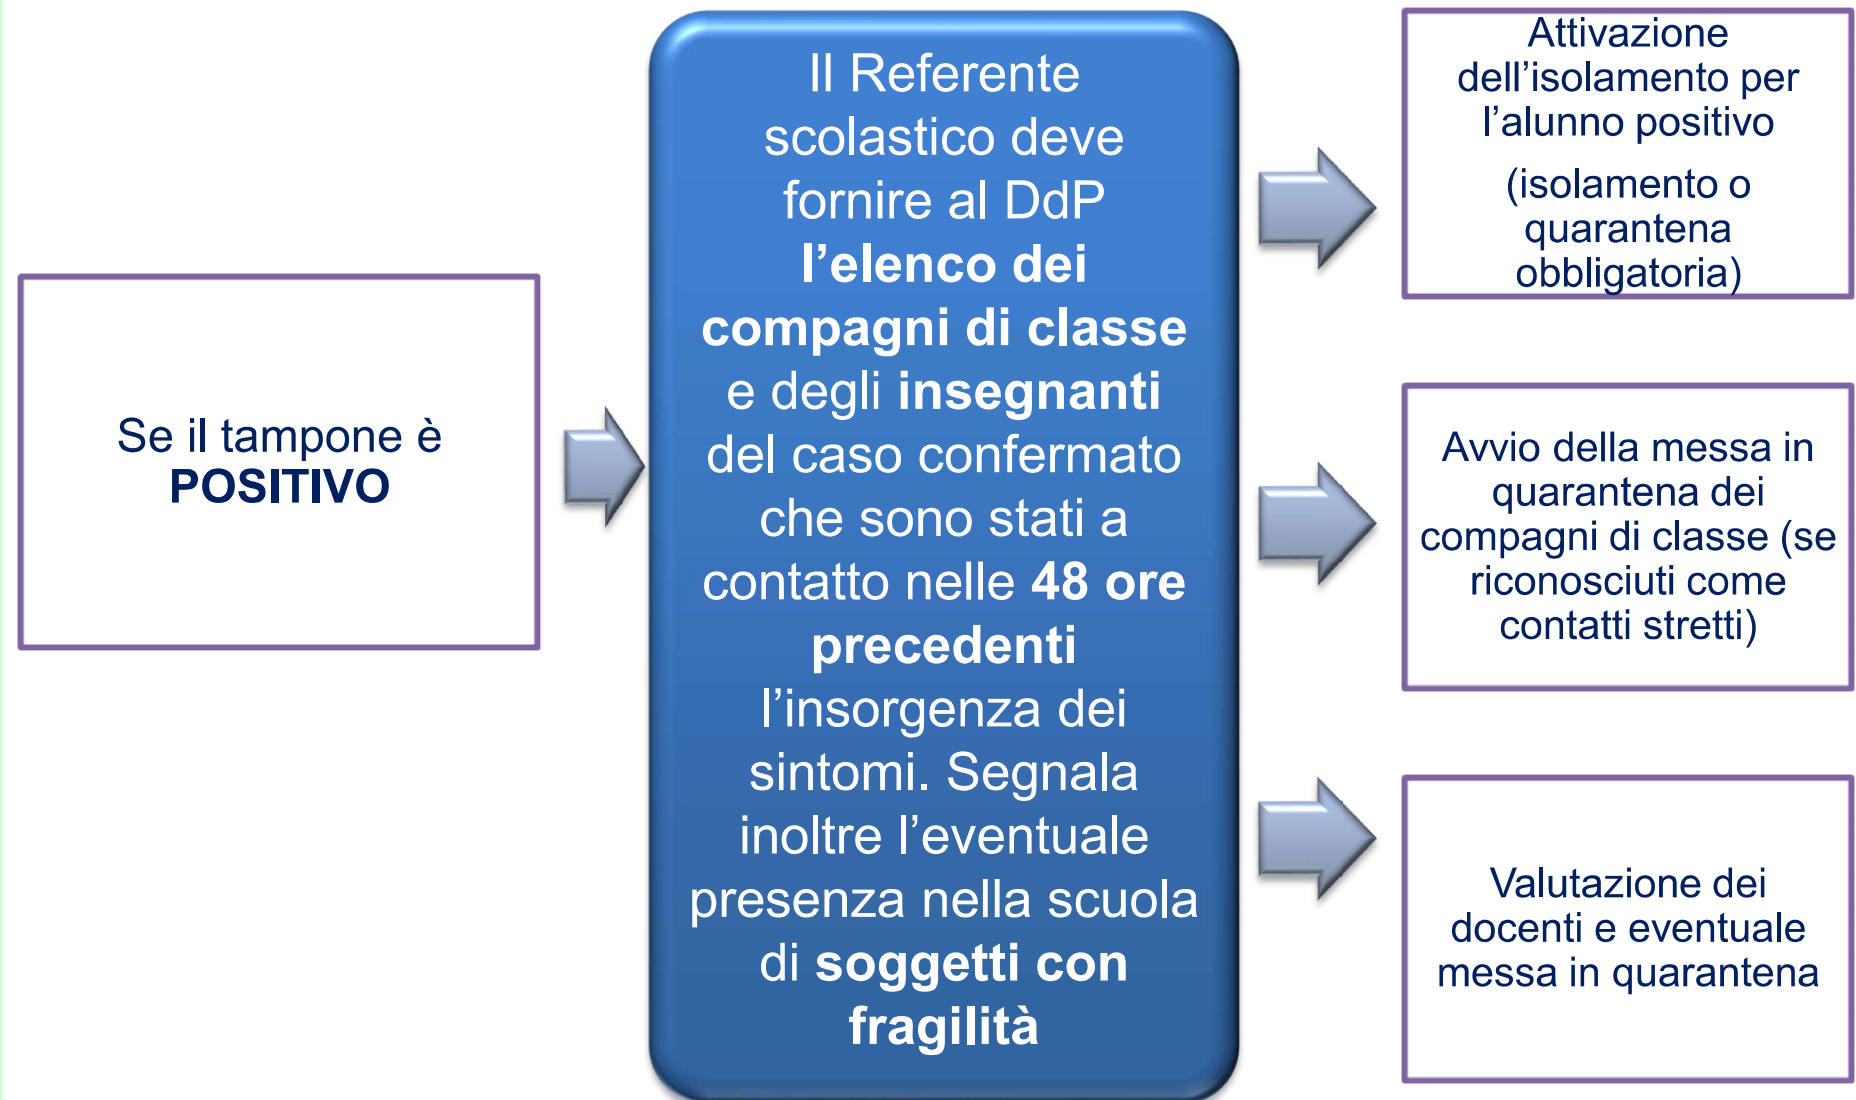 Se il tampone è
POSITIVO
Il Referente
scolastico deve
fornire al DdP
l’elenco dei
compagni di classe
e degli insegnanti
del caso confermato
che sono stati a
contatto nelle 48 ore
precedenti
l’insorgenza dei
sintomi. Segnala
inoltre l’eventuale
presenza nella scuola
di soggetti con
fragilità
Attivazione
dell’isolamento per
l’alunno positivo
(isolamento o
quarantena
obbligatoria)
Avvio della messa in
quarantena dei
compagni di classe (se
riconosciuti come
contatti stretti)
Valutazione dei
docenti e eventuale
messa in quarantena